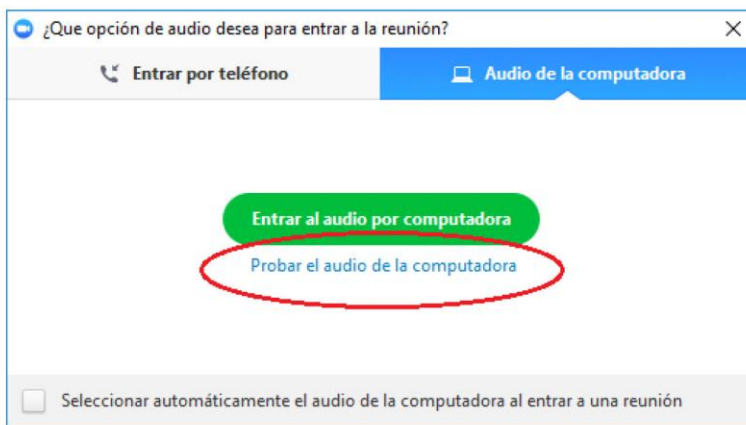 ¿Que opción de audio desea para entrar a la reunión?
Entrar por teléfono
Audio de la computadora
Entrar al audio por computadora
Probar el audio de la computadora
Seleccionar automáticamente el audio de la computadora al entrar a una reunión